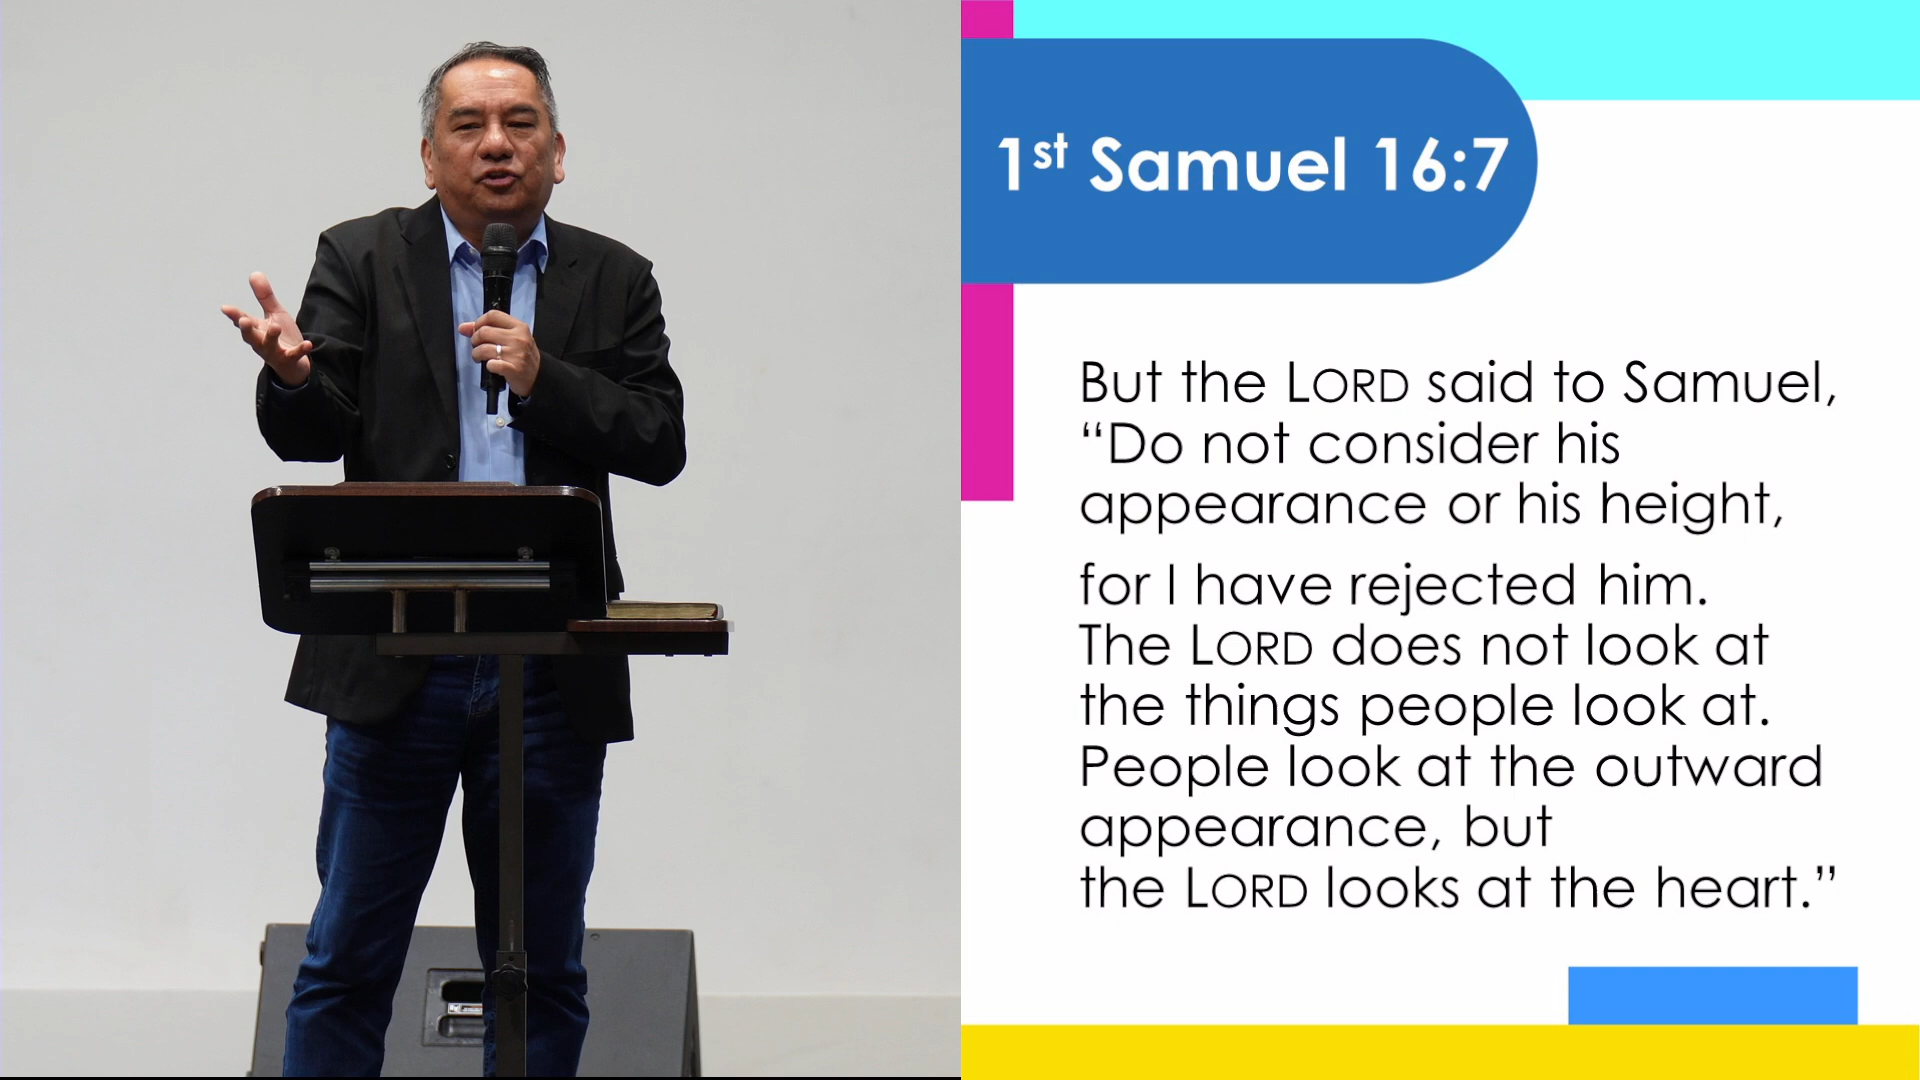 1st Samuel 16:7
But the LORD said to Samuel,
“Do not consider his
appearance or his height,
for I have rejected him.
The LORD does not look at
the things people look at.
People look at the outward
appearance, but
the LORD looks at the heart.”